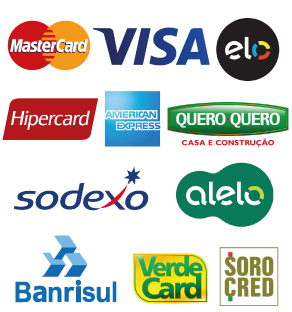 MasterCard
VISA
elo
Hipercard
AMERICAN
EXPRESS
QUERO-QUERO
CASA E CONSTRUÇÃO
sodexo
alelo
Banrisul
Verde
Card
SORO
CRED